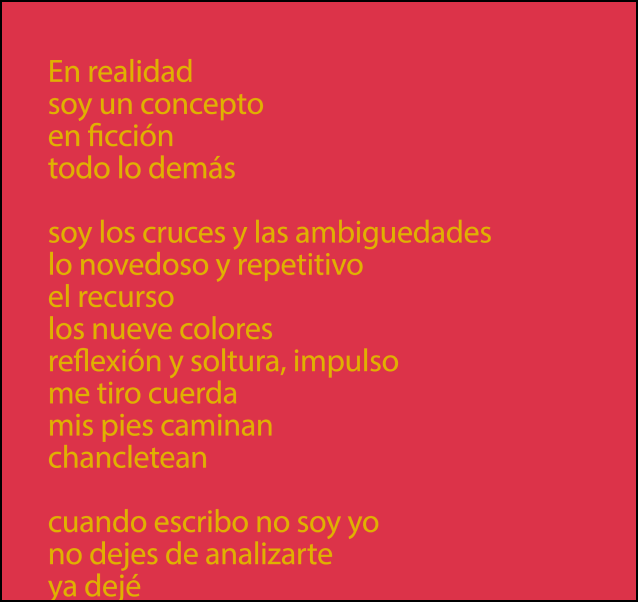 En realidad
soy un concepto
en ficción
todo lo demás
soy los cruces y las ambiguedades
lo novedoso y repetitivo
el recurso
los nueve colores
reflexión y soltura, impulso
me tiro cuerda
mis pies caminan
chancletean
cuando escribo no soy yo
no dejes de analizarte
ya dejé